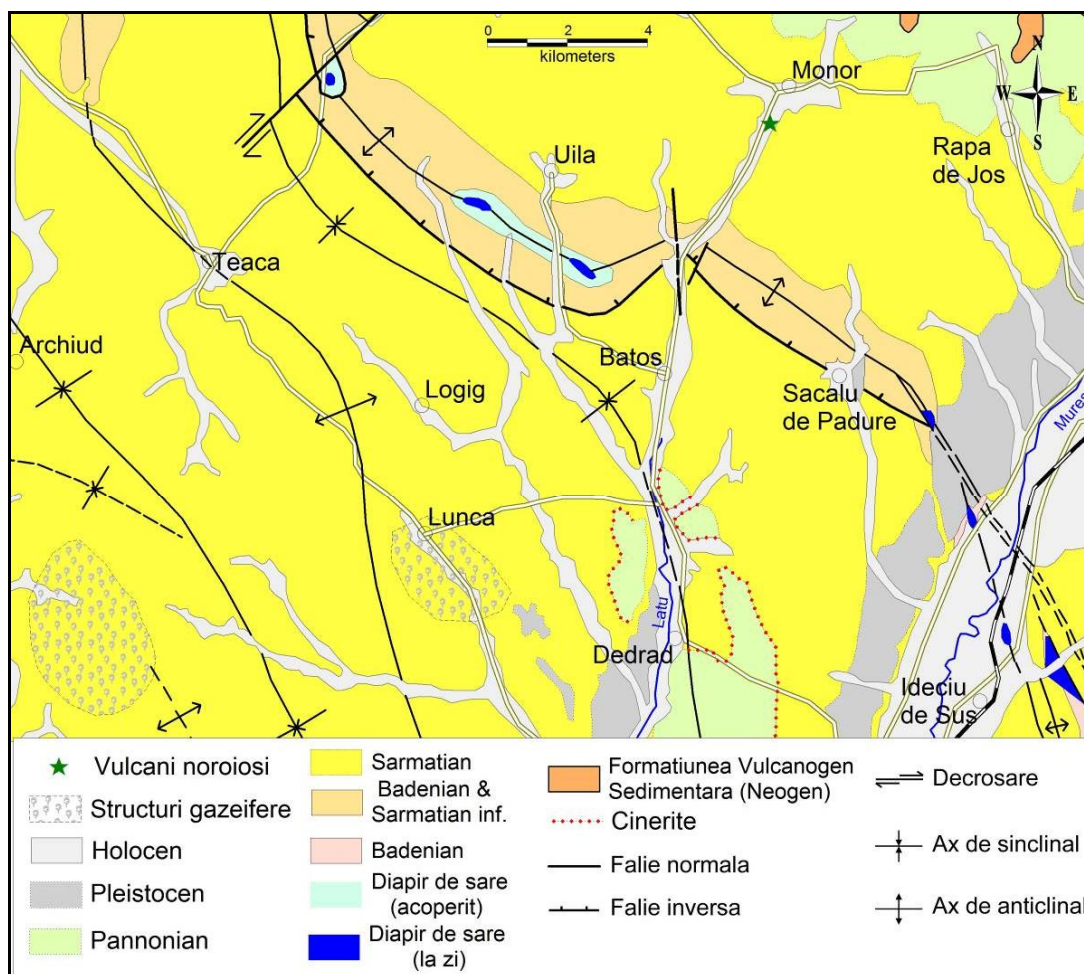 0 2 4
kilometers
N
W E
S
Monor
Uila
Rapa
de Jos
Teaca
Archiud
Batos
Logig
Sacalu
de Padure
Mures
Lunca
Latu
Dedrad
Ideciu
de Sus
Vulcani noroiosi
Structuri gazeifere
Holocen
Pleistocen
Pannonian
Sarmatian
Badenian &
Sarmatian inf.
Badenian
Diapir de sare
(acoperit)
Diapir de sare
(la zi)
Formatiunea Vulcanogen
Sedimentara (Neogen)
Cinerite
Falie normala
Falie inversa
Decrosare
Ax de sinclinal
Ax de anticlinal